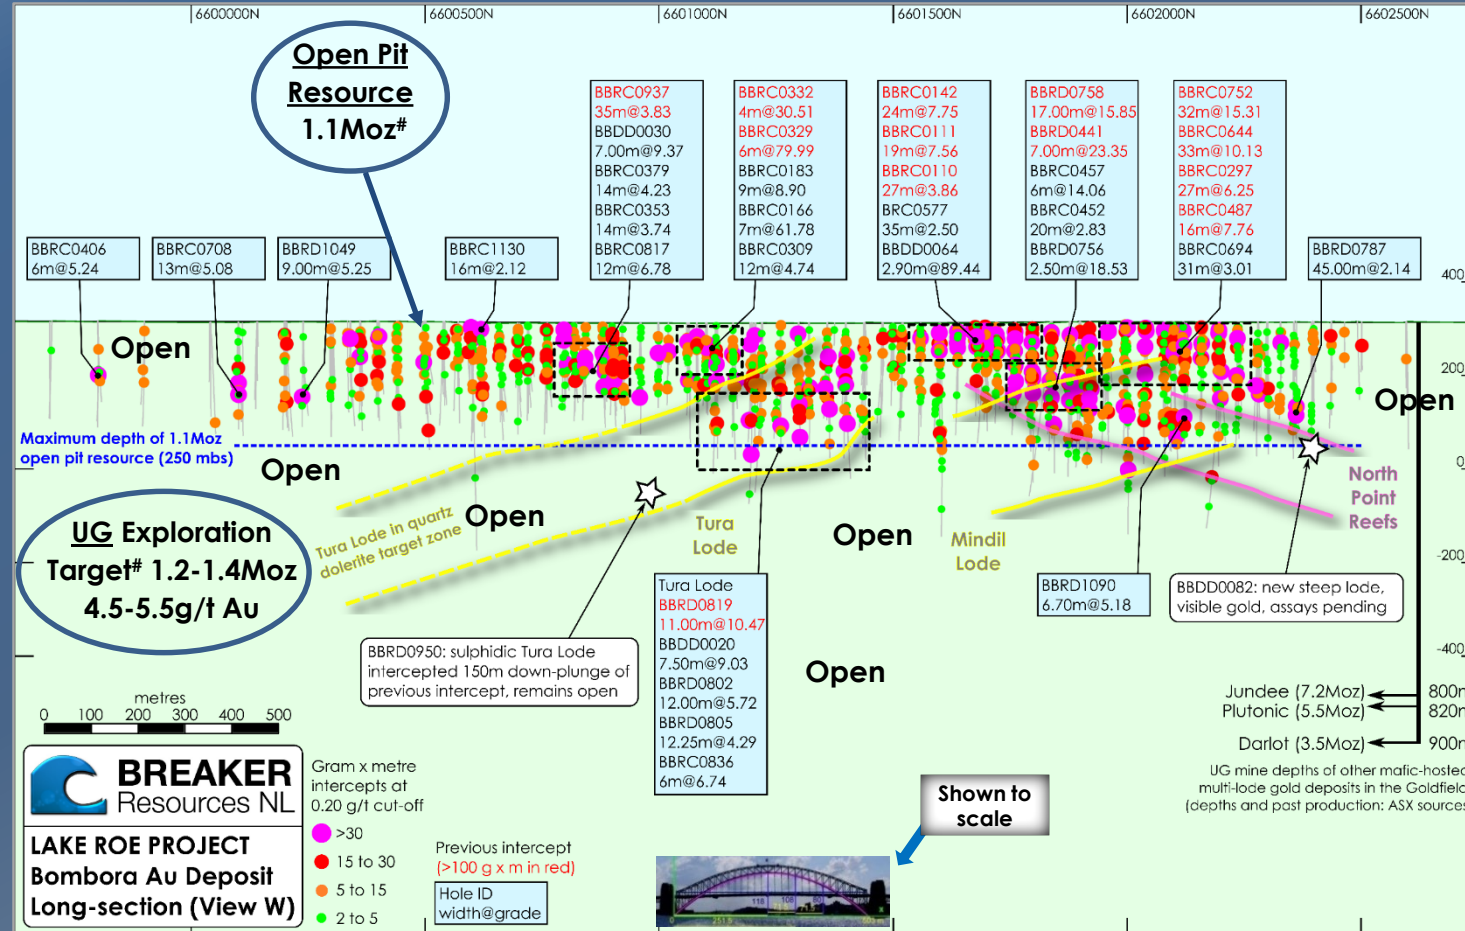 6600000N
6600500N
6601000N
6601500N
6602000N
6602500N
Open Pit
Resource
1.1Moz#
BBRC0937
35m@3.83
BBDD0030
7.00m@9.37
BBRC0379
14m@4.23
BBRC0353
14m@3.74
BBRC0817
12m@6.78
BBRC0332
4m@30.51
BBRC0329
6m@79.99
BBRC0183
9m@8.90
BBRC0166
7m@61.78
BBRC0309
12m@4.74
BBRC0142
24m@7.75
BBRC0111
19m@7.56
BBRC0110
27m@3.86
BRC0577
35m@2.50
BBDD0064
2.90m@89.44
BBRD0758
17.00m@15.85
BBRD0441
7.00m@23.35
BBRC0457
6m@14.06
BBRC0452
20m@2.83
BBRD0756
2.50m@18.53
BBRC0752
32m@15.31
BBRC0644
33m@10.13
BBRC0297
27m@6.25
BBRC0487
16m@7.76
BBRC0694
31m@3.01
BBRC0406
6m@5.24
BBRC0708
13m@5.08
BBRD1049
9.00m@5.25
BBRC1130
16m@2.12
BBRD0787
45.00m@2.14
400
200
0
-200
-400
Open
Open
Maximum depth of 1.1Moz
open pit resource (250 mbs)
Open
Open
Open
Open
UG Exploration
Target# 1.2-1.4Moz
4.5-5.5g/t Au
Tura Lode in quartz
dolerite target zone
Tura
Lode
Mindil
Lode
North
Point
Reefs
Tura Lode
BBRD0819
11.00m@10.47
BBDD0020
7.50m@9.03
BBRD0802
12.00m@5.72
BBRD0805
12.25m@4.29
BBRC0836
6m@6.74
BBRD1090
6.70m@5.18
BBDD0082: new steep lode,
visible gold, assays pending
BBRD0950: sulphidic Tura Lode
intercepted 150m down-plunge of
previous intercept, remains open
Jundee (7.2Moz)
800m
Plutonic (5.5Moz)
820m
Darlot (3.5Moz)
900m
UG mine depths of other mafic-hosted
multi-lode gold deposits in the Goldfield
(depths and past production: ASX sources
metres
0 100 200 300 400 500
BREAKER
Resources NL
LAKE ROE PROJECT
Bombora Au Deposit
Long-section (View W)
Gram x metre
intercepts at
0.20 g/t cut-off
>30
15 to 30
5 to 15
2 to 5
Previous intercept
(>100 g x m in red)
Hole ID
width@grade
Shown to
scale